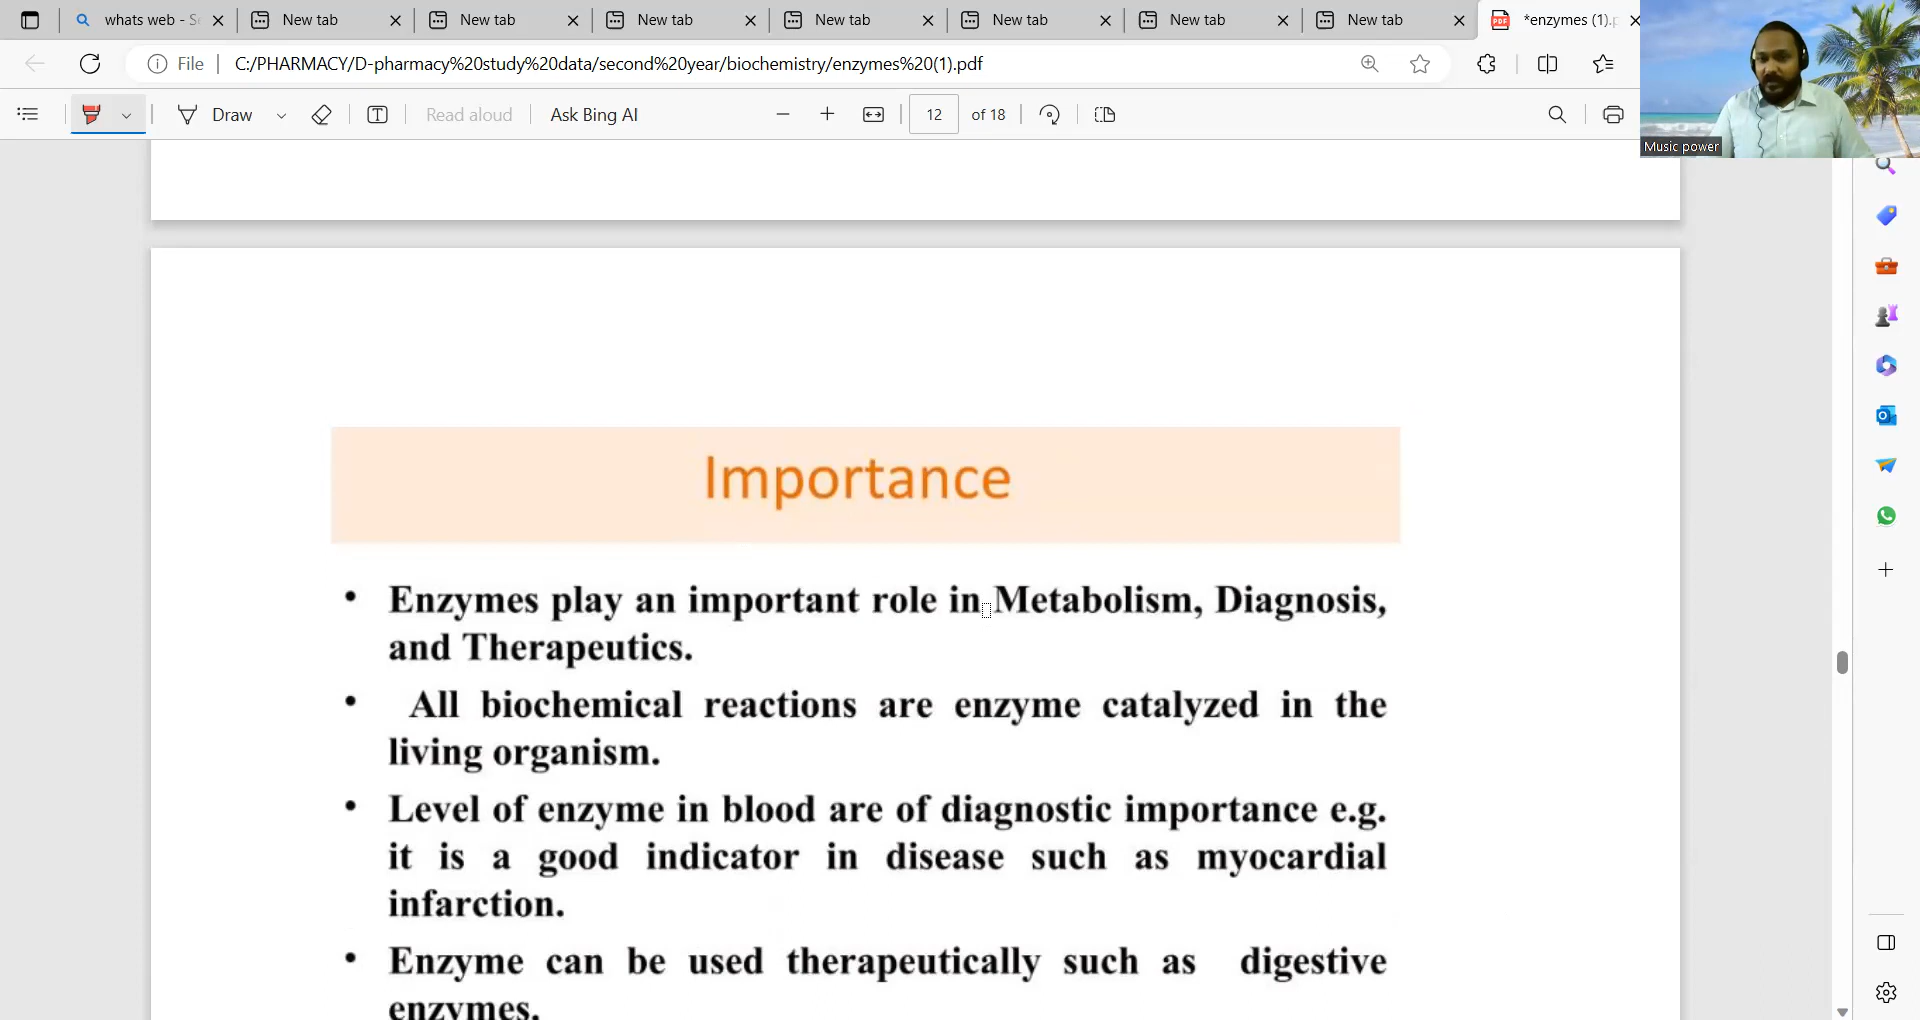 whats web - S
New tab
New tab
New tab
New tab
New tab
New tab
New tab
PDF
*enzymes (1).p
File
C:/PHARMACY/D-pharmacy%20study%20data/second%20year/biochemistry/enzymes%20(1).pdf
Draw
Read aloud
Ask Bing AI
12
of 18
Music power
Importance
• Enzymes play an important role in Metabolism, Diagnosis,
and Therapeutics.
• All biochemical reactions are enzyme catalyzed in the
living organism.
• Level of enzyme in blood are of diagnostic importance e.g.
it is a good indicator in disease such as myocardial
infarction.
• Enzyme can be used therapeutically such as digestive
enzymes.